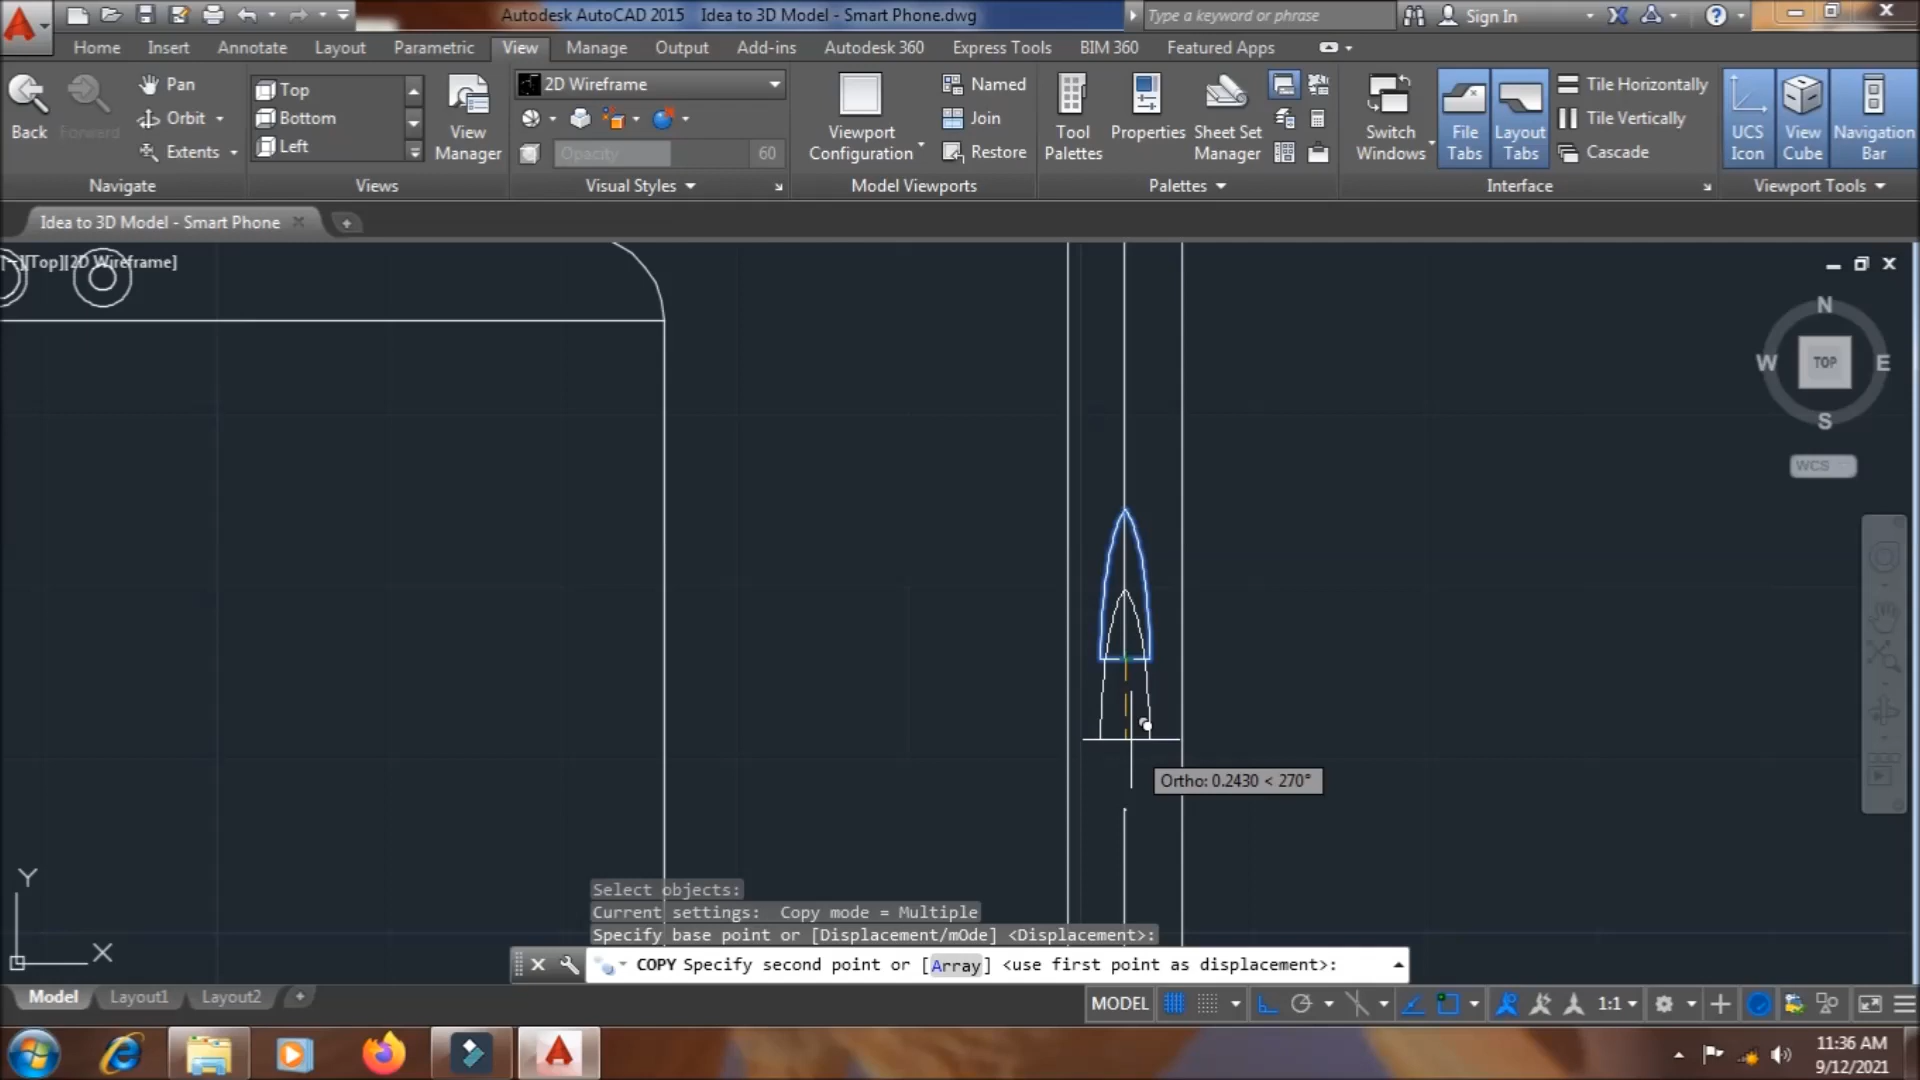 Autodesk AutoCAD 2015 Idea to 3D Model - Smart Phone.dwg
Type a keyword or phrase
Sign In
Home Insert Annotate Layout Parametric View Manage Output Add-ins Autodesk 360 Express Tools BIM 360 Featured Apps
Back
Forward
Pan
Orbit
Extents
Navigate
Top
Bottom
Left
View Manager
Views
2D Wireframe
Opacity 60
Visual Styles
Viewport Configuration
Named
Join
Restore
Model Viewports
Tool Palettes
Properties
Sheet Set Manager
Palettes
Switch Windows
File Tabs
Layout Tabs
Tile Horizontally
Tile Vertically
Cascade
Interface
UCS Icon
View Cube
Navigation Bar
Viewport Tools
Idea to 3D Model - Smart Phone
[−][Top][2D Wireframe]
N
W TOP E
S
WCS
Ortho: 0.2430 < 270°
Y
X
Select objects:
Current settings:  Copy mode = Multiple
Specify base point or [Displacement/mOde] <Displacement>:
COPY Specify second point or [Array] <use first point as displacement>:
Model Layout1 Layout2
MODEL 1:1
11:36 AM
9/12/2021